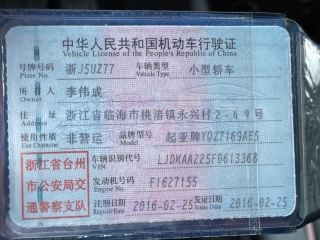 中华人民共和国机动车行驶证
Vehicle License of the People's Republic of China
号牌号码 浙J5UZ77 车辆类型 小型轿车
Plate No. Vehicle Type
所有人 李伟成
Owner
住址 浙江省临海市桃渚镇永兴村2-69号
Address
使用性质 非营运 品牌型号 起亚牌YQZ7169AE5
Use Character Model
浙江省台州市公安局交通警察支队
车辆识别代号 LJDMAA225F0613368
VIN
发动机号码 F1627155
Engine No.
注册日期 2016-02-25 发证日期 2016-02-25
Register Date Issue Date